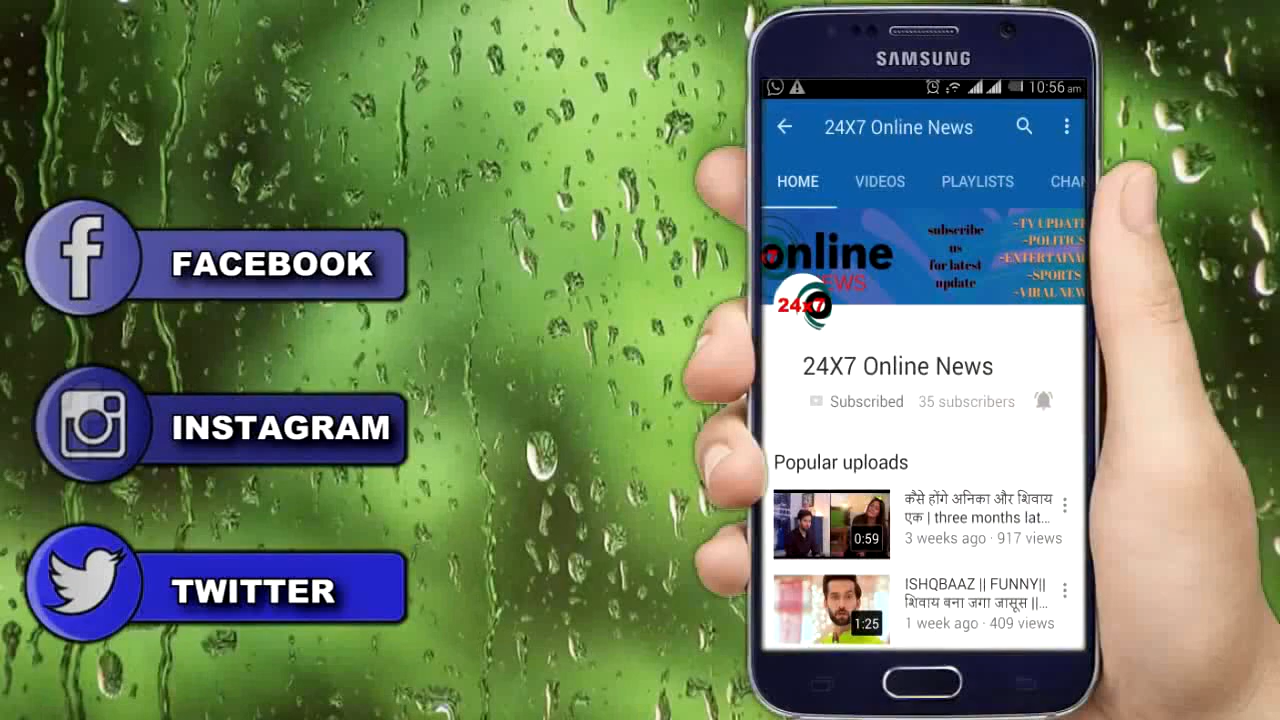 FACEBOOK
INSTAGRAM
TWITTER
SAMSUNG
10:56 am
24X7 Online News
HOME VIDEOS PLAYLISTS CHAN
online
NEWS
24x7
subscribe
us
for latest
update
~TV UPDATE
~POLITICS
~ENTERTAINM
~SPORTS
~VIRAL NEW
24X7 Online News
Subscribed 35 subscribers
Popular uploads
0:59
कैसे होंगे अनिका और शिवाय
एक | three months lat...
3 weeks ago · 917 views
1:25
ISHQBAAZ || FUNNY||
शिवाय बना जगा जासूस ||...
1 week ago · 409 views